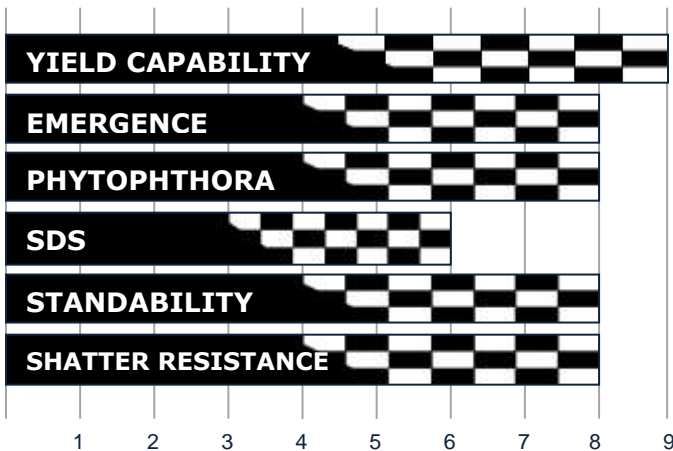 YIELD CAPABILITY
EMERGENCE
PHYTOPHTHORA
SDS
STANDABILITY
SHATTER RESISTANCE
1 2 3 4 5 6 7 8 9